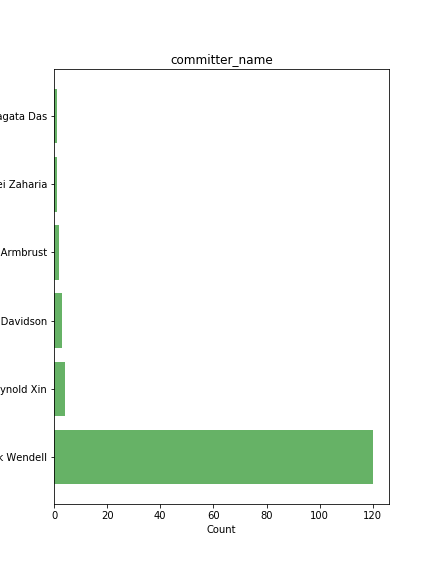 committer_name
agata Das
ei Zaharia
Armbrust
Davidson
ynold Xin
k Wendell
0 20 40 60 80 100 120
Count